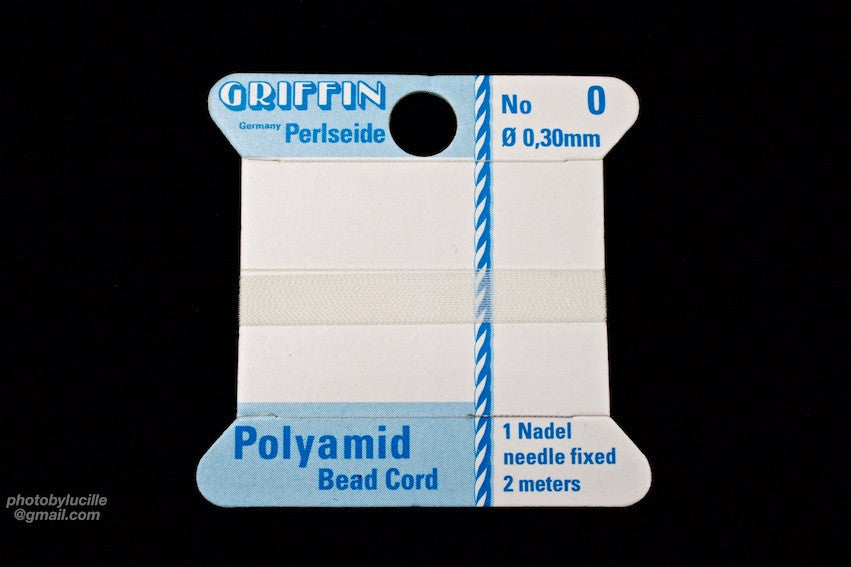 GRIFFIN
Germany Perlseide
No 0
Ø 0,30mm
Polyamid
Bead Cord
1 Nadel
needle fixed
2 meters
photobylucille
@gmail.com